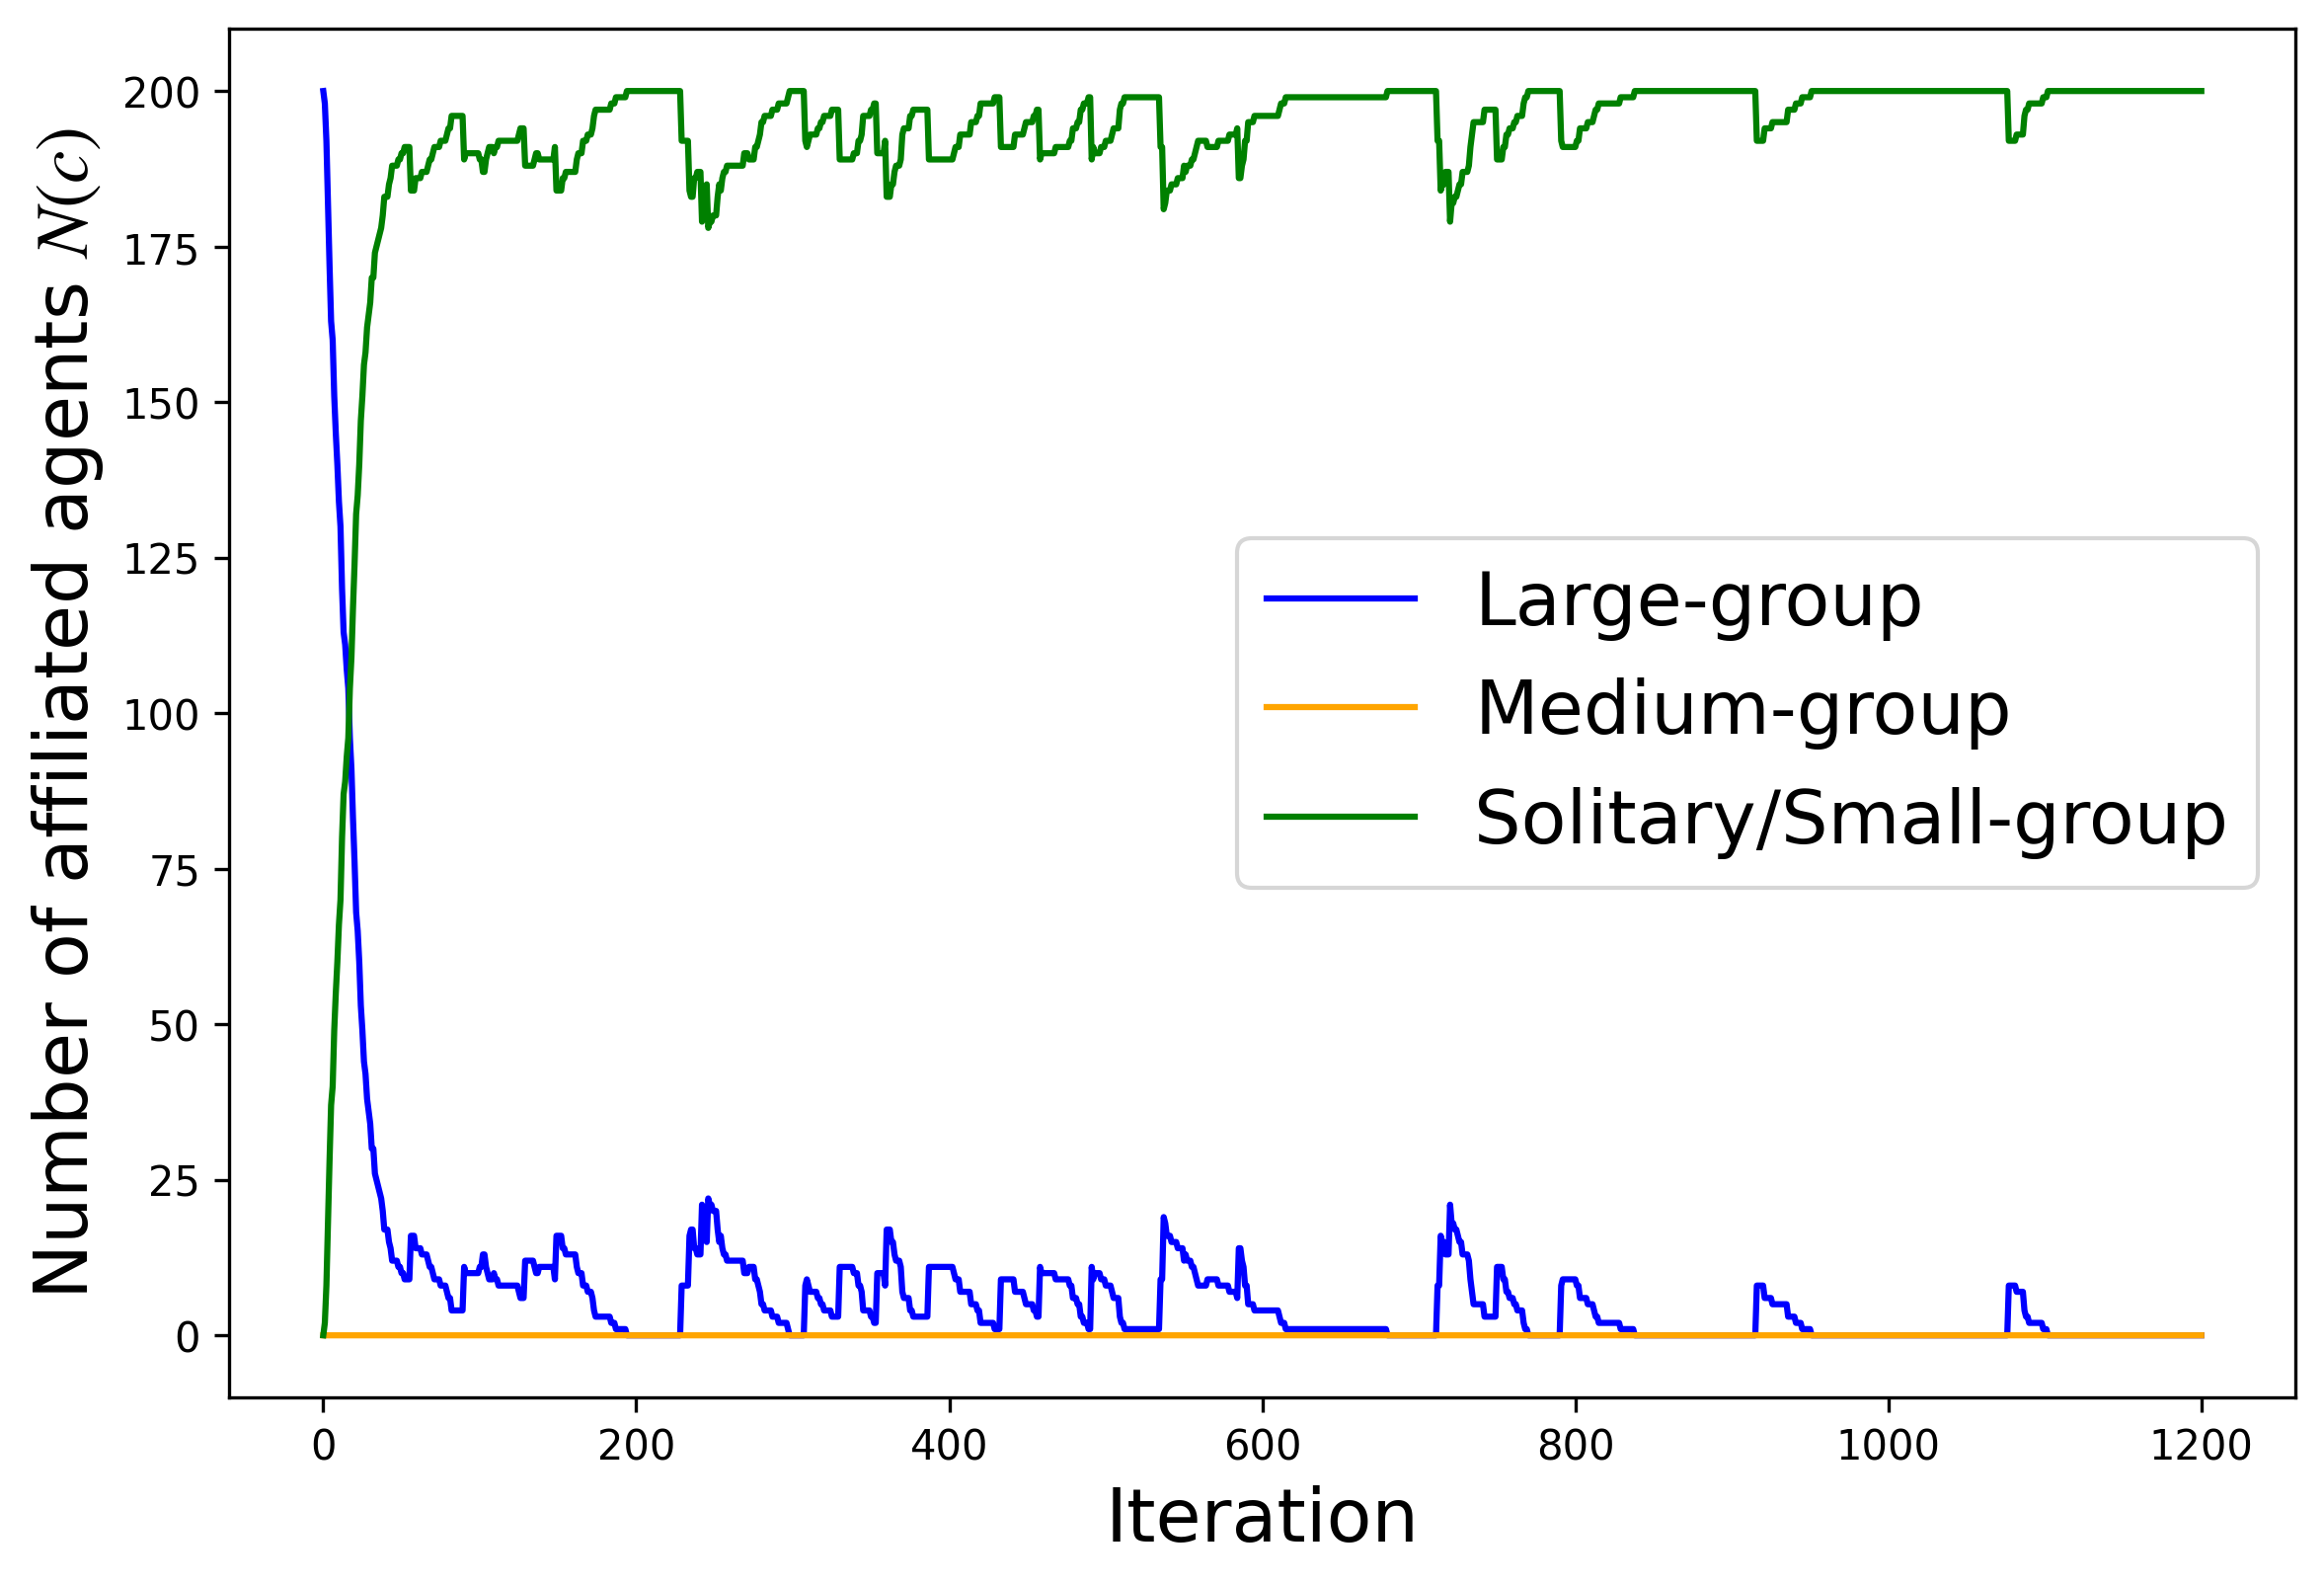 Number of affiliated agents N(c)
200
175
150
125
100
75
50
25
0
Large-group
Medium-group
Solitary/Small-group
0 200 400 600 800 1000 1200
Iteration